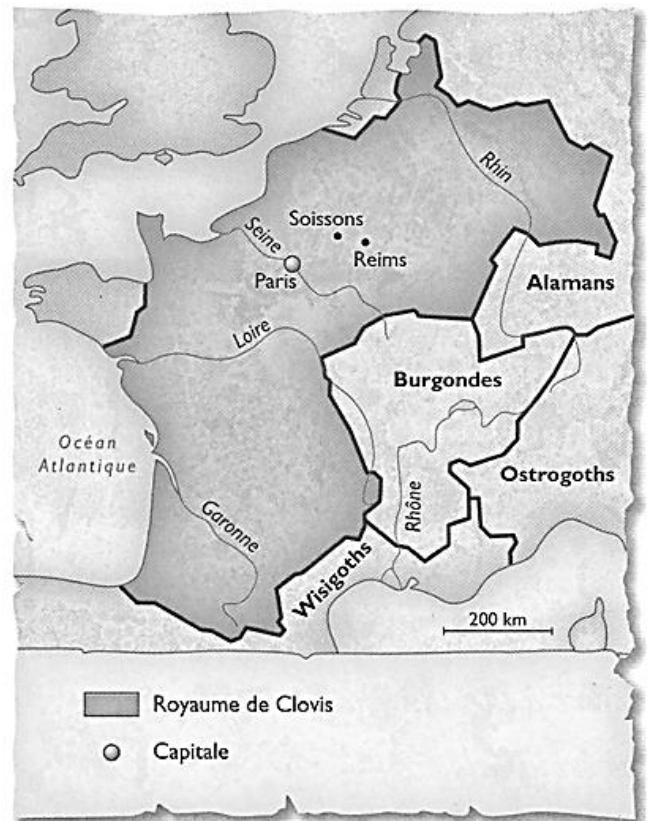 Rhin
Soissons
Seine
Reims
Paris
Alamans
Loire
Burgondes
Océan
Atlantique
Ostrogoths
Garonne
Rhône
Wisigoths
200 km
Royaume de Clovis
Capitale